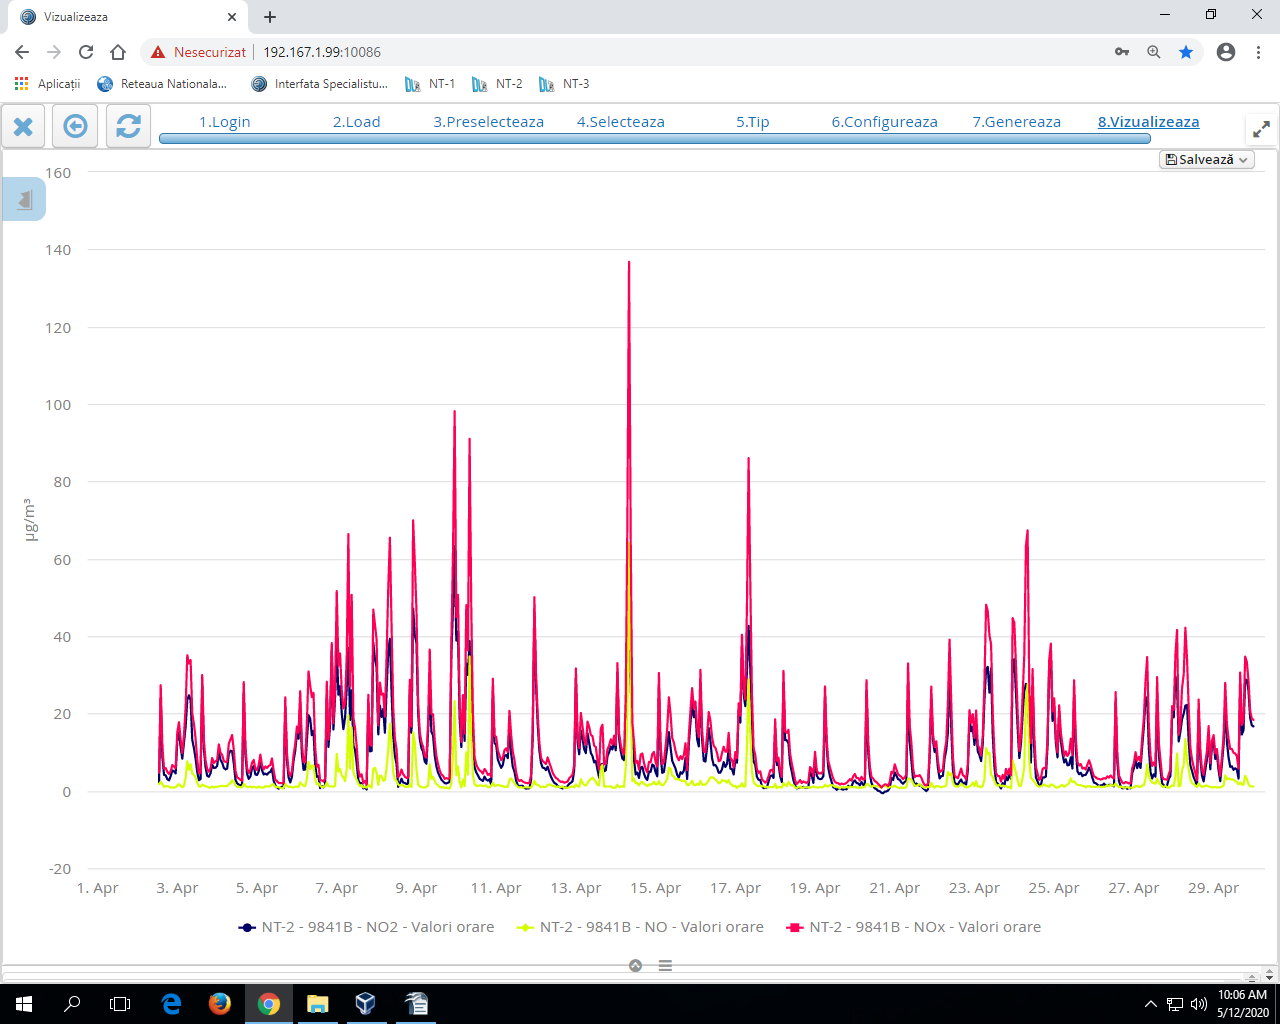 Vizualizeaza
Nesecurizat 192.167.1.99:10086
Aplicații Reteaua Nationala... Interfata Specialistu... NT-1 NT-2 NT-3
1.Login 2.Load 3.Preselecteaza 4.Selecteaza 5.Tip 6.Configureaza 7.Genereaza 8.Vizualizeaza
Salvează
160
140
120
100
80
60
40
20
0
-20
µg/m³
1. Apr 3. Apr 5. Apr 7. Apr 9. Apr 11. Apr 13. Apr 15. Apr 17. Apr 19. Apr 21. Apr 23. Apr 25. Apr 27. Apr 29. Apr
NT-2 - 9841B - NO2 - Valori orare NT-2 - 9841B - NO - Valori orare NT-2 - 9841B - NOx - Valori orare
10:06 AM
5/12/2020